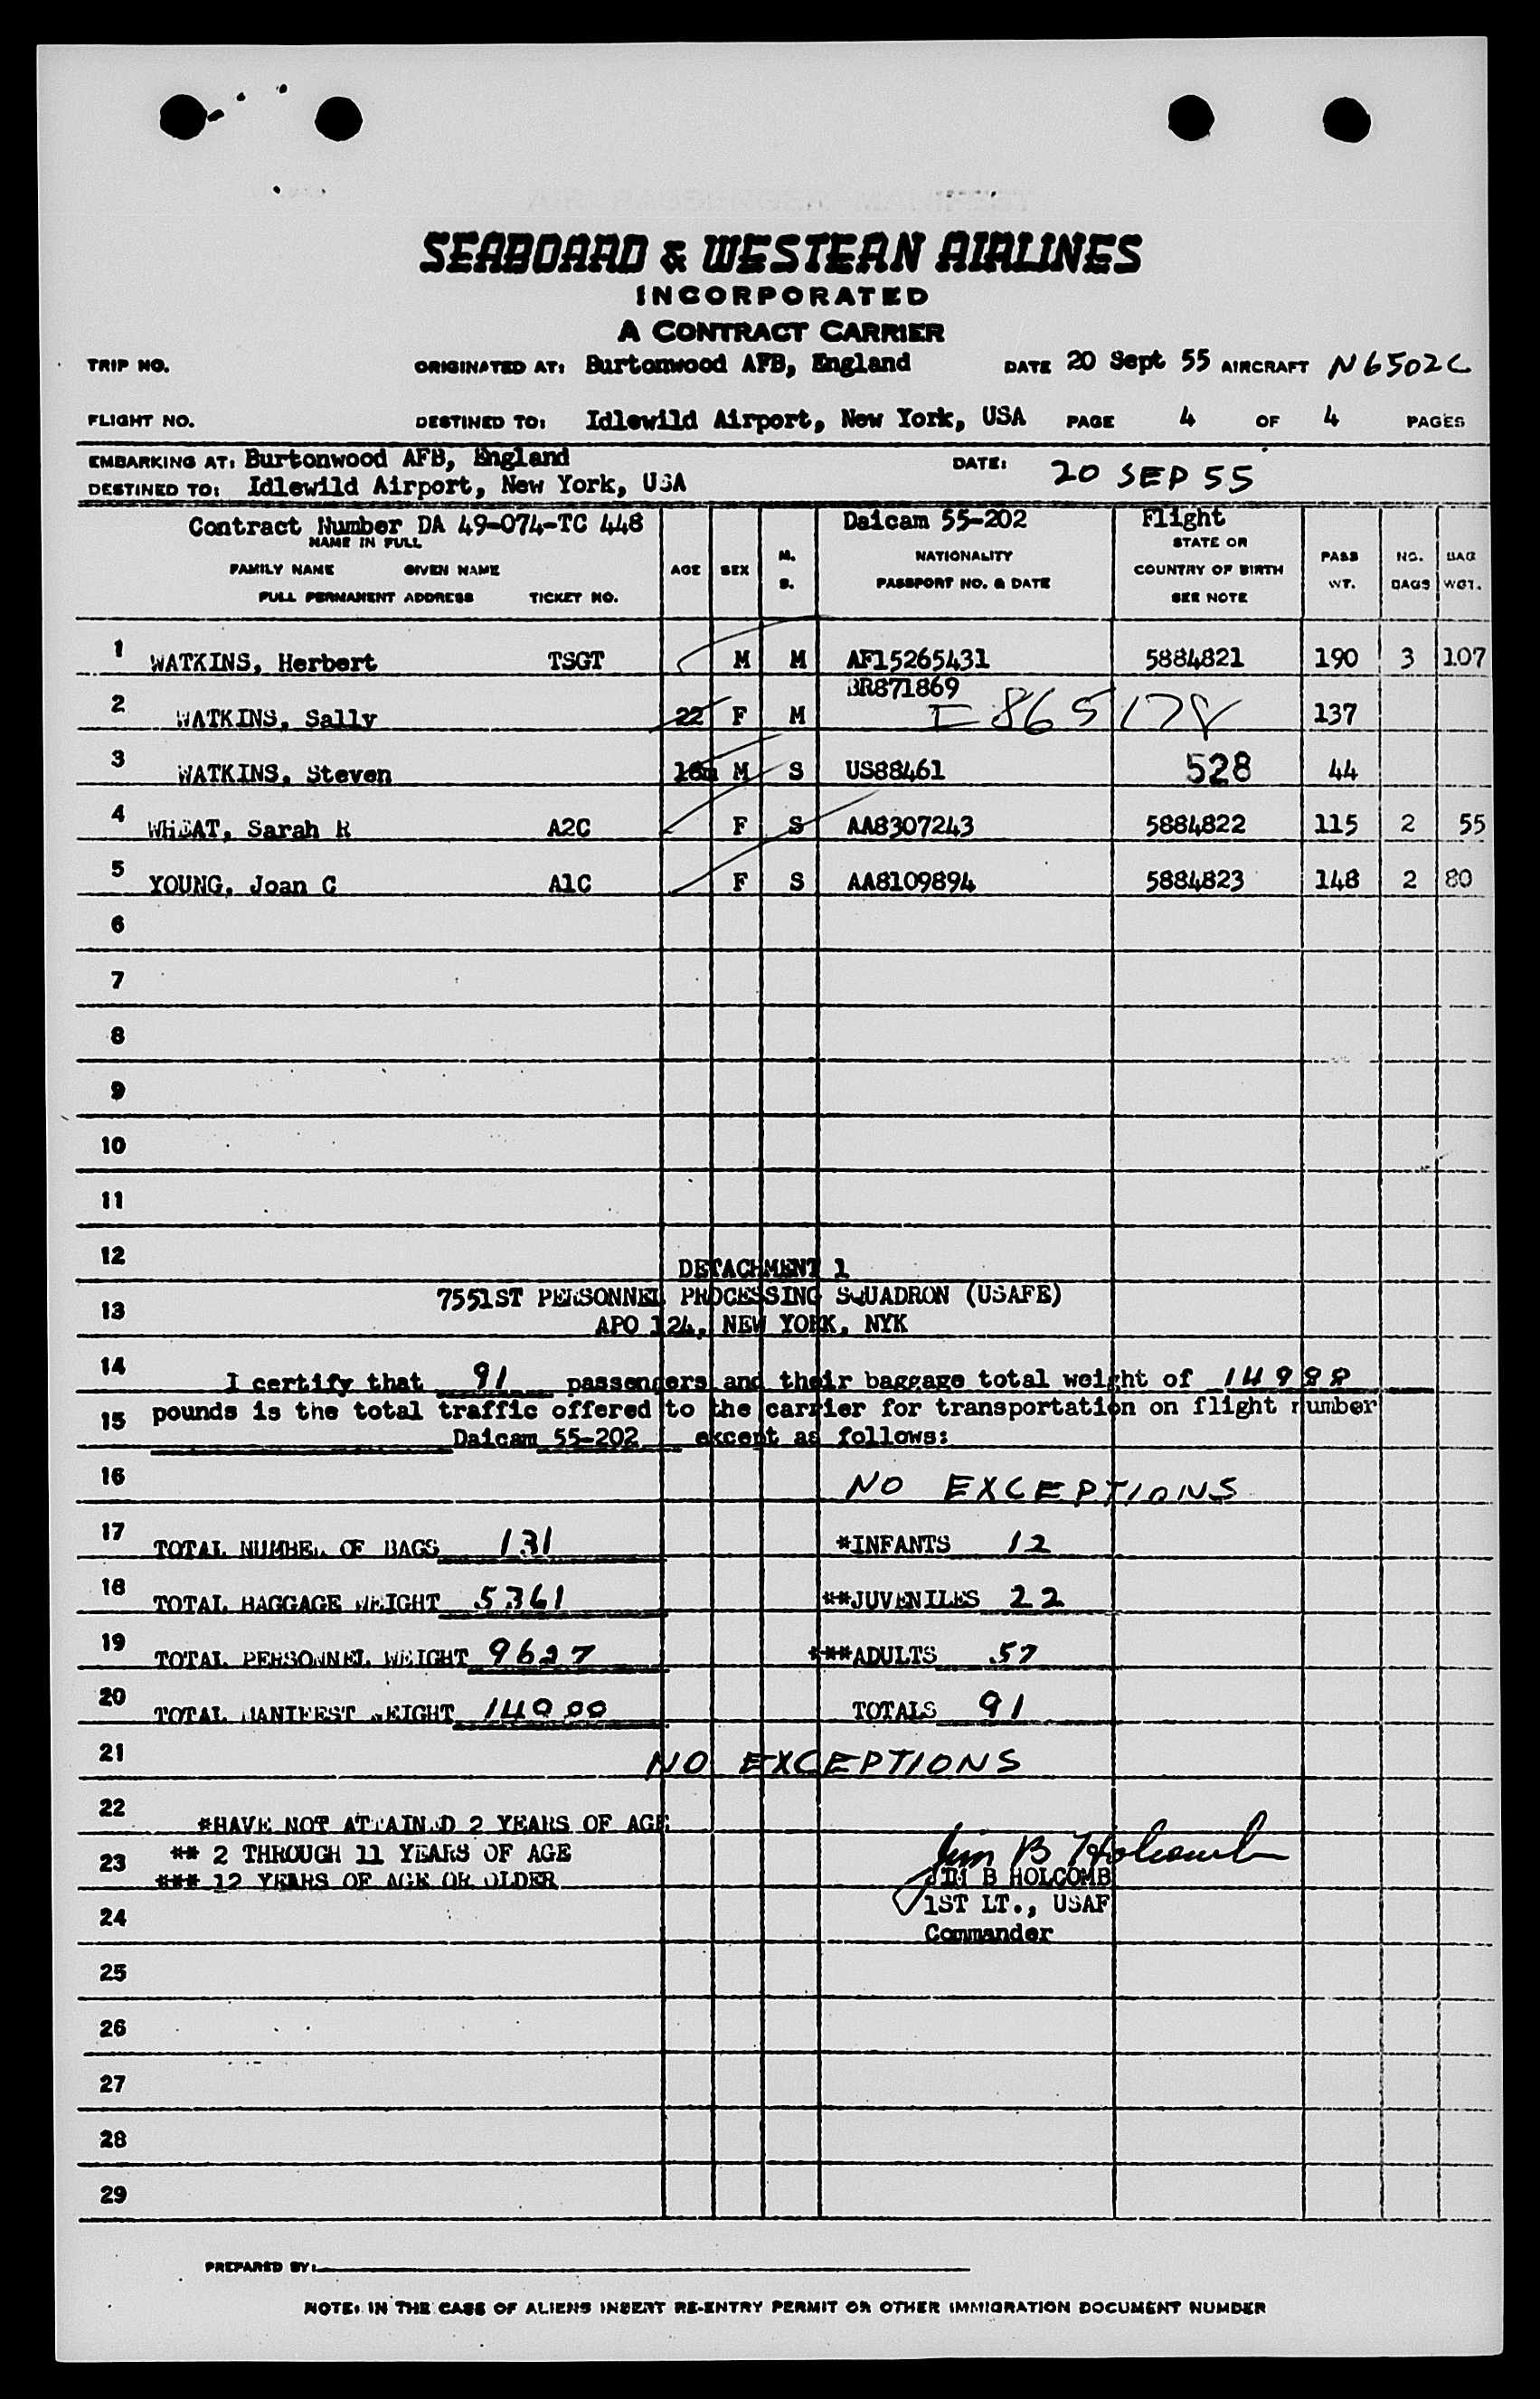 SEABOARD & WESTERN AIRLINES
INCORPORATED
A CONTRACT CARRIER
TRIP NO. ORIGINATED AT: Burtonwood AFB, England DATE 20 Sept 55 AIRCRAFT N6502C
FLIGHT NO. DESTINED TO: Idlewild Airport, New York, USA PAGE 4 OF 4 PAGES
EMBARKING AT: Burtonwood AFB, England DATE: 20 SEP 55
DESTINED TO: Idlewild Airport, New York, USA
Contract Number DA 49-074-TC 448 Daicam 55-202 Flight
NAME IN FULL
FAMILY NAME GIVEN NAME
FULL PERMANENT ADDRESS TICKET NO.
AGE SEX M. S.
NATIONALITY
PASSPORT NO. & DATE
STATE OR
COUNTRY OF BIRTH
SEE NOTE
PASS WT. NO. BAGS BAG WGT.
1 WATKINS, Herbert TSGT M M AF15265431 5884821 190 3 107
BR871869
2 WATKINS, Sally 22 F M 865178 137
3 WATKINS, Steven M S US88461 528 44
4 WHEAT, Sarah R A2C F S AA8307243 5884822 115 2 55
5 YOUNG, Joan C A1C F S AA8109894 5884823 148 2 80
6
7
8
9
10
11
12
DETACHMENT 1
13 7551ST PERSONNEL PROCESSING SQUADRON (USAFE)
APO 124, NEW YORK, NYK
14 I certify that 91 passengers and their baggage total weight of 14988
15 pounds is the total traffic offered to the carrier for transportation on flight number
Daicam 55-202 except as follows:
16 NO EXCEPTIONS
17 TOTAL NUMBER OF BAGS 131 *INFANTS 12
18 TOTAL BAGGAGE WEIGHT 5361 **JUVENILES 22
19 TOTAL PERSONNEL WEIGHT 9627 ***ADULTS 57
20 TOTAL MANIFEST WEIGHT TOTALS 91
21 NO EXCEPTIONS
22 *HAVE NOT ATTAINED 2 YEARS OF AGE
23 ** 2 THROUGH 11 YEARS OF AGE Jim B Holcomb
*** 12 YEARS OF AGE OR OLDER JIM B HOLCOMB
24 1ST LT., USAF
Commander
25
26
27
28
29
PREPARED BY:
NOTE: IN THE CASE OF ALIENS INSERT RE-ENTRY PERMIT OR OTHER IMMIGRATION DOCUMENT NUMBER